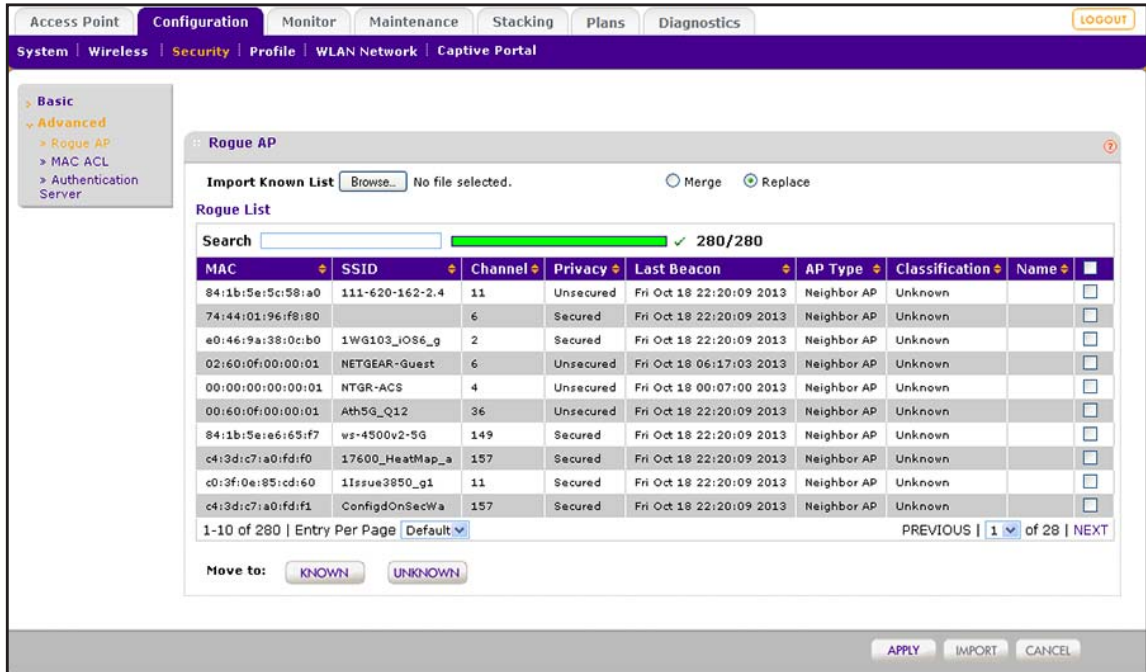 Access Point Configuration Monitor Maintenance Stacking Plans Diagnostics LOGOUT
System Wireless Security Profile WLAN Network Captive Portal
Basic
Advanced
» Rogue AP
» MAC ACL
» Authentication Server
Rogue AP ?
Import Known List Browse... No file selected. Merge Replace
Rogue List
Search 280/280
MAC SSID Channel Privacy Last Beacon AP Type Classification Name
84:1b:5e:5c:58:a0 111-620-162-2.4 11 Unsecured Fri Oct 18 22:20:09 2013 Neighbor AP Unknown
74:44:01:96:f8:80 6 Secured Fri Oct 18 22:20:09 2013 Neighbor AP Unknown
e0:46:9a:38:0c:b0 1WG103_iOS6_g 2 Secured Fri Oct 18 22:20:09 2013 Neighbor AP Unknown
02:60:0f:00:00:01 NETGEAR-Guest 6 Unsecured Fri Oct 18 06:17:03 2013 Neighbor AP Unknown
00:00:00:00:00:01 NTGR-ACS 4 Unsecured Fri Oct 18 00:07:00 2013 Neighbor AP Unknown
00:60:0f:00:00:01 Ath5G_Q12 36 Unsecured Fri Oct 18 22:20:09 2013 Neighbor AP Unknown
84:1b:5e:e6:65:f7 ws-4500v2-5G 149 Secured Fri Oct 18 22:20:09 2013 Neighbor AP Unknown
c4:3d:c7:a0:fd:f0 17600_HeatMap_a 157 Secured Fri Oct 18 22:20:09 2013 Neighbor AP Unknown
c0:3f:0e:85:cd:60 1Issue3850_g1 11 Secured Fri Oct 18 22:20:09 2013 Neighbor AP Unknown
c4:3d:c7:a0:fd:f1 ConfigdOnSecWa 157 Secured Fri Oct 18 22:20:09 2013 Neighbor AP Unknown
1-10 of 280 | Entry Per Page Default PREVIOUS | 1 of 28 | NEXT
Move to: KNOWN UNKNOWN
APPLY IMPORT CANCEL